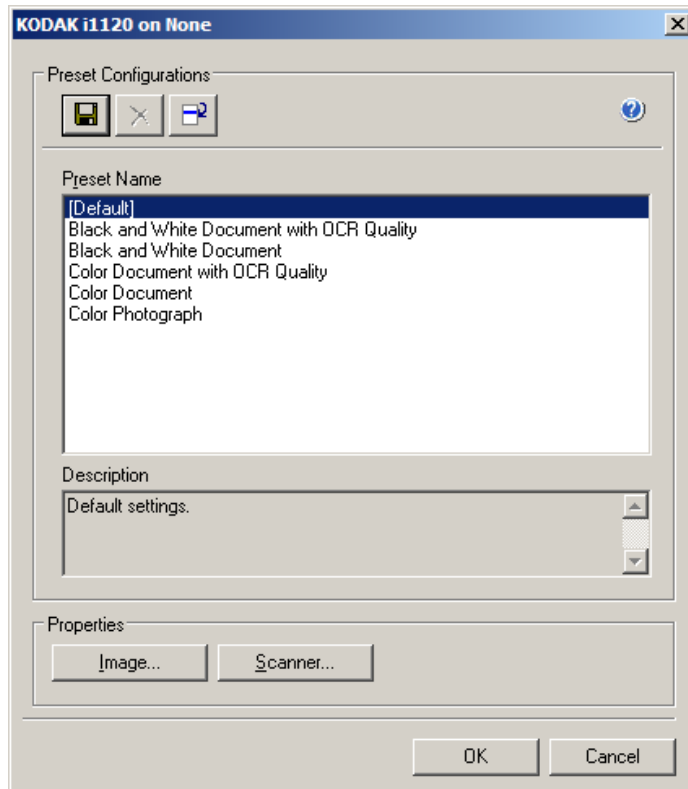 KODAK i1120 on None
Preset Configurations
Preset Name
[Default]
Black and White Document with OCR Quality
Black and White Document
Color Document with OCR Quality
Color Document
Color Photograph
Description
Default settings.
Properties
Image...
Scanner...
OK
Cancel